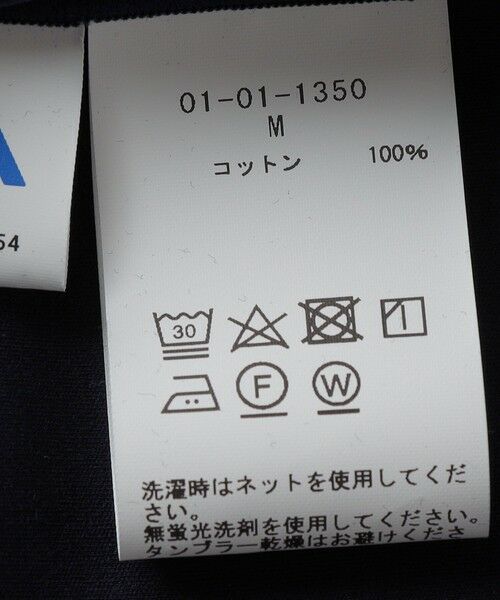 01-01-1350
M
コットン 100%
54
30
F
W
洗濯時はネットを使用してくだ
さい。
無蛍光洗剤を使用してください。
タンブラー乾燥はお避けくださ